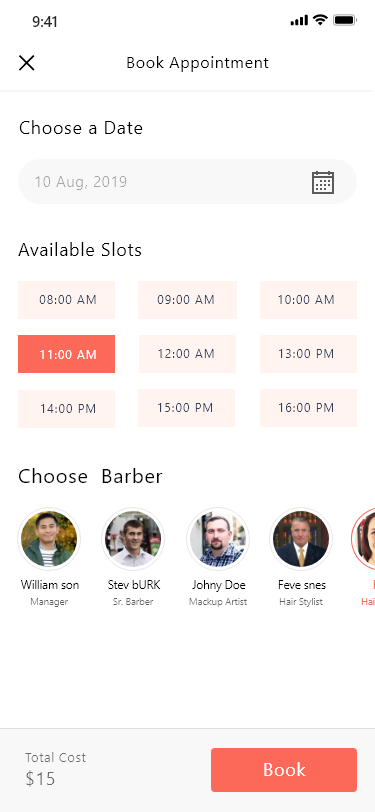 9:41
Book Appointment
Choose a Date
10 Aug, 2019
Available Slots
08:00 AM 09:00 AM 10:00 AM
11:00 AM 12:00 AM 13:00 PM
14:00 PM 15:00 PM 16:00 PM
Choose Barber
William son Stev bURK Johny Doe Feve snes
Manager Sr. Barber Mackup Artist Hair Stylist
Total Cost
$15
Book